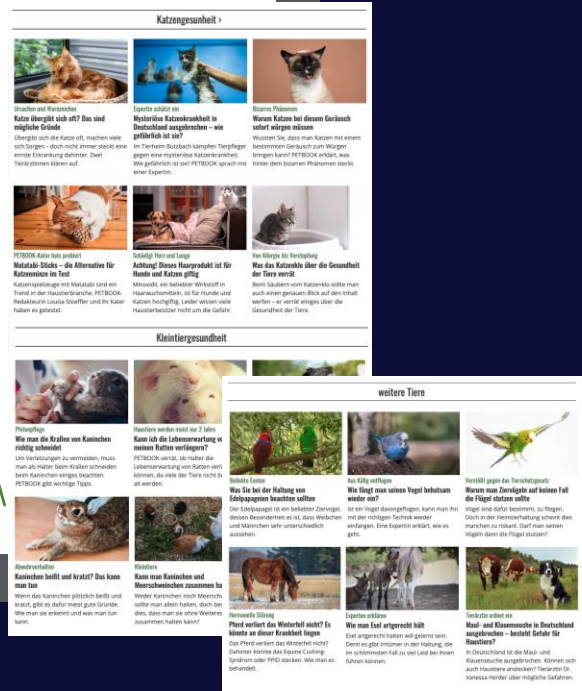 Katzengesunheit ›
Ursachen und Warnzeichen
Katze übergibt sich oft? Das sind
mögliche Gründe
Übergibt sich die Katze oft, machen viele
sich Sorgen – doch nicht immer steckt eine
ernste Erkrankung dahinter. Zwei
Tierärztinnen klären auf.
Expertin schätzt ein
Mysteriöse Katzenkrankheit in
Deutschland ausgebrochen – wie
gefährlich ist sie?
Im Tierheim Butzbach kämpfen Tierpfleger
gegen eine mysteriöse Katzenkrankheit.
Wie gefährlich ist sie? PETBOOK sprach mit
einer Expertin.
Bizarres Phänomen
Warum Katzen bei diesem Geräusch
sofort würgen müssen
Wussten Sie, dass man Katzen mit einem
bestimmten Geräusch zum Würgen
bringen kann? PETBOOK erklärt, was
hinter dem bizarren Phänomen steckt.
PETBOOK-Kater hats probiert
Matatabi-Sticks – die Alternative für
Katzenminze im Test
Katzenspielzeuge mit Matatabi sind ein
Trend in der Haustierbranche. PETBOOK-
Redakteurin Louisa Stoeffler und ihr Kater
haben es getestet.
Schädigt Herz und Lunge
Achtung! Dieses Haarprodukt ist für
Hunde und Katzen giftig
Minoxidil, ein beliebter Wirkstoff in
Haarwuchsmitteln, ist für Hunde und
Katzen hochgiftig. Leider wissen viele
Haustierbesitzer nicht um die Gefahr.
Von Allergie bis Verstopfung
Was das Katzenklo über die Gesundheit
der Tiere verrät
Beim Säubern vom Katzenklo sollte man
auch einen genauen Blick auf den Inhalt
werfen – er verrät einiges über die
Gesundheit der Tiere.
Kleintiergesundheit
Pfotenpflege
Wie man die Krallen von Kaninchen
richtig schneidet
Um Verletzungen zu vermeiden, muss
man als Halter beim Krallen schneiden
beim Kaninchen einiges beachten.
PETBOOK gibt wichtige Tipps.
Haustiere werden meist nur 2 Jahre
Kann ich die Lebenserwartung vo
meinen Ratten verlängern?
PETBOOK verrät, ob Halter die
Lebenserwartung von Ratten verl
können, da viele der Tiere nicht b
alt werden.
Abwehrverhalten
Kaninchen beißt und kratzt? Das kann
man tun
Wenn das Kaninchen plötzlich beißt und
kratzt, gibt es dafür meist gute Gründe.
Wie man sie erkennt und was man tun
kann.
Kleintiere
Kann man Kaninchen und
Meerschweinchen zusammen ha
Weder Kaninchen noch Meersch
sollte man allein halten, doch be
dies, dass man sie ohne Weiteres
zusammen halten kann?
weitere Tiere
Beliebte Exoten
Was Sie bei der Haltung von
Edelpapageien beachten sollten
Der Edelpapagei ist ein beliebter Ziervogel,
dessen Besonderheit es ist, dass Weibchen
und Männchen sehr unterschiedlich
aussehen.
Aus Käfig entflogen
Wie fängt man seinen Vogel behutsam
wieder ein?
Ist ein Vogel davongeflogen, kann man ihn
mit der richtigen Technik wieder
einfangen. Eine Expertin erklärt, wie es
geht.
Verstößt gegen das Tierschutzgesetz
Warum man Ziervögeln auf keinen Fall
die Flügel stutzen sollte
Vögel sind dafür bestimmt, zu fliegen.
Doch in der Heimtierhaltung scheint dies
manchen zu riskant. Darf man seinen
Vögeln dann die Flügel stutzen?
Hormonelle Störung
Pferd verliert das Winterfell nicht? Es
könnte an dieser Krankheit liegen
Das Pferd verliert das Winterfell nicht?
Dahinter könnte das Equine Cushing-
Syndrom oder PPID stecken. Wie man es
behandelt.
Experten erklären
Wie man Esel artgerecht hält
Esel artgerecht halten will gelernt sein.
Denn es gibt Irrtümer in der Haltung, die
im schlimmsten Fall zu viel Leid bei ihnen
führen können.
Tierärztin ordnet ein
Maul- und Klauenseuche in Deutschland
ausgebrochen – besteht Gefahr für
Haustiere?
In Deutschland ist die Maul- und
Klauenseuche ausgebrochen. Können sich
auch Haustiere anstecken? Tierärztin Dr.
Vanessa Herder über mögliche Gefahren.